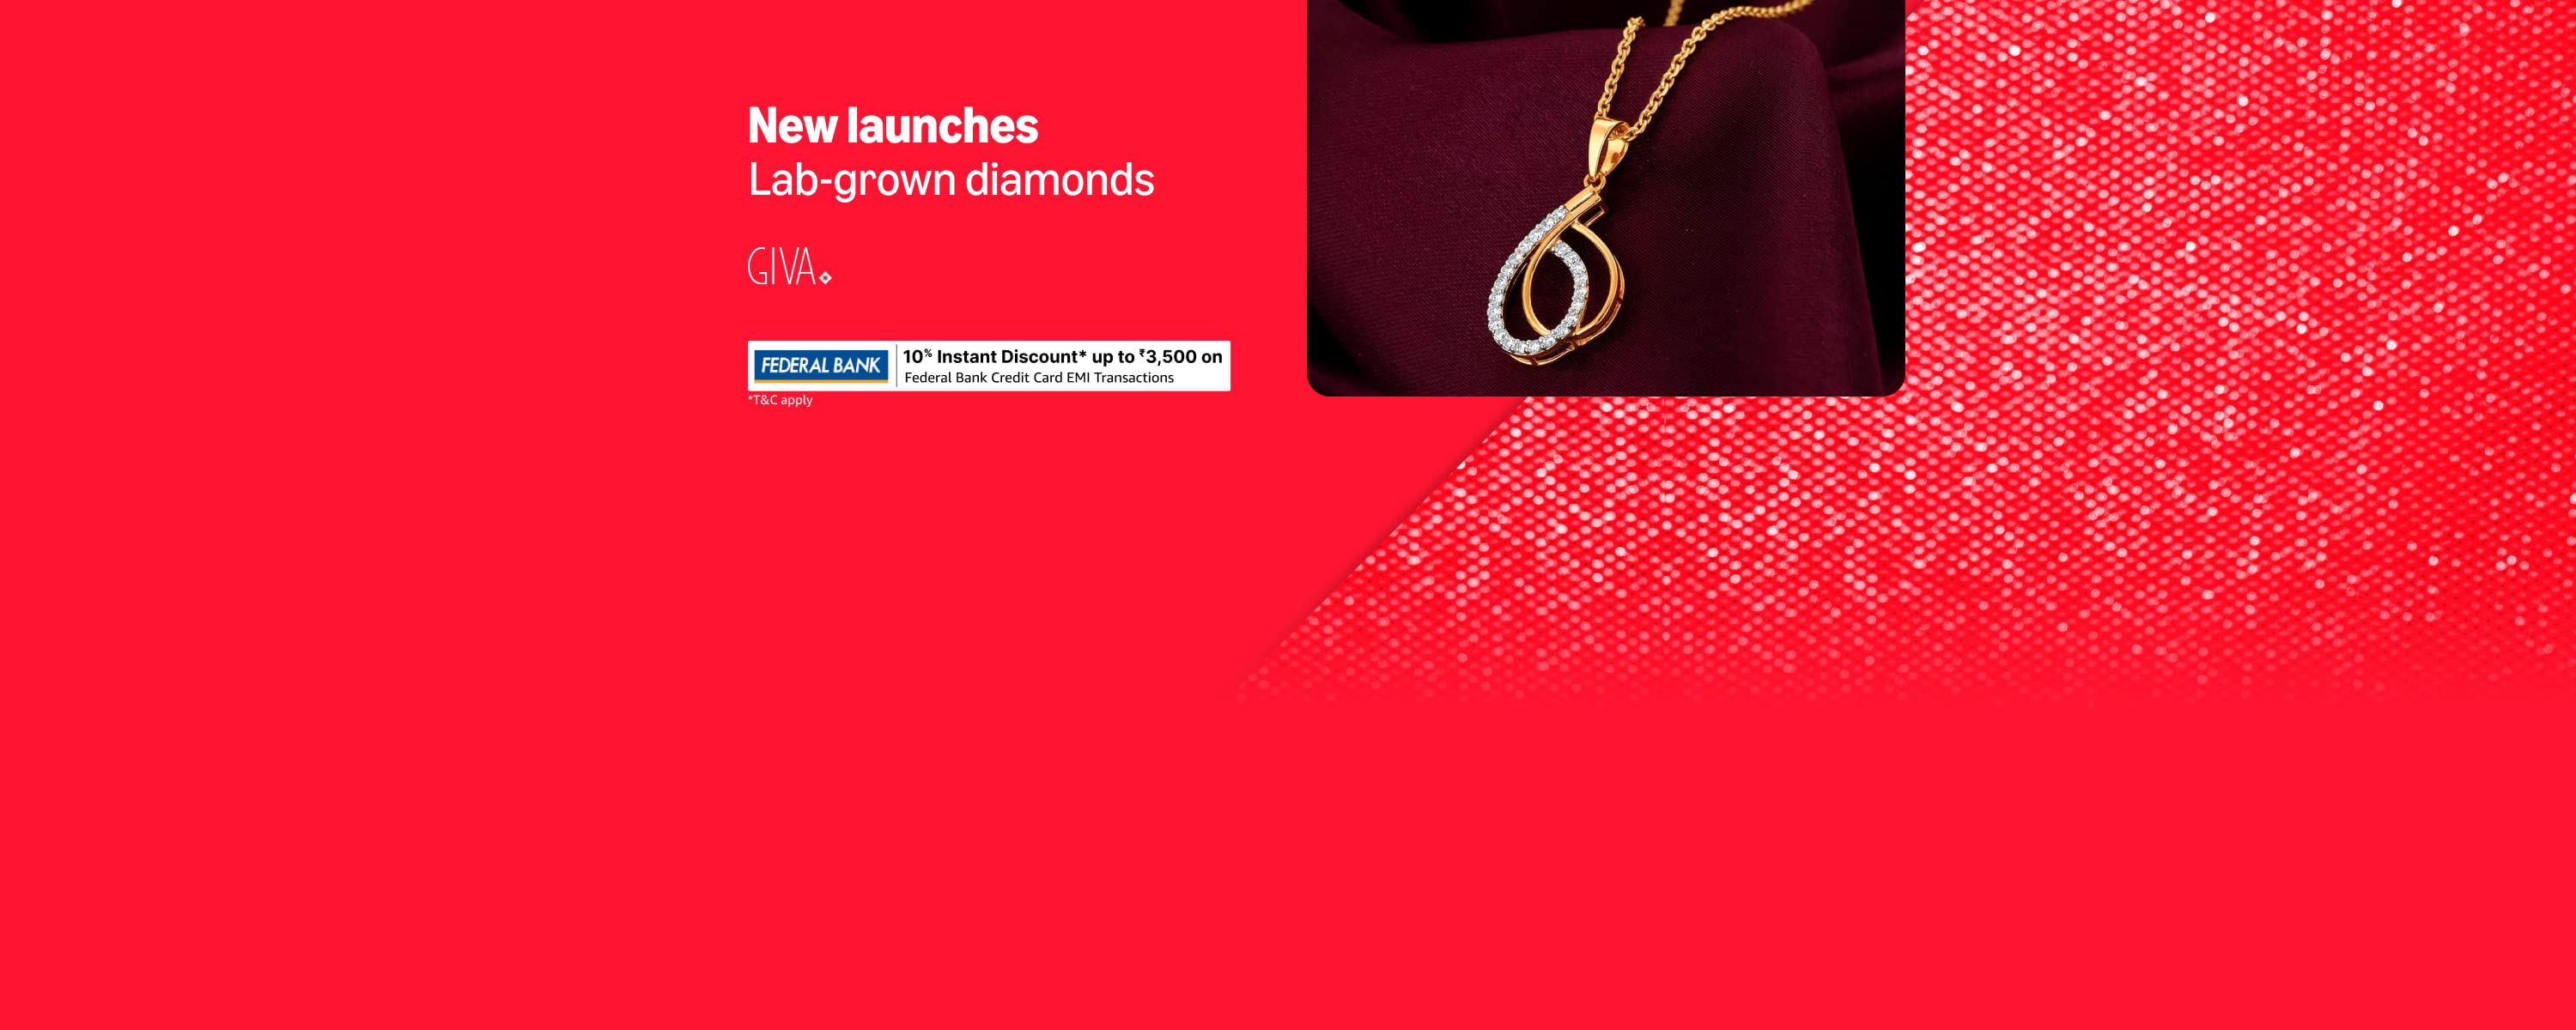 New launches
Lab-grown diamonds
GIVA
FEDERAL BANK
10% Instant Discount* up to ₹3,500 on
Federal Bank Credit Card EMI Transactions
*T&C apply